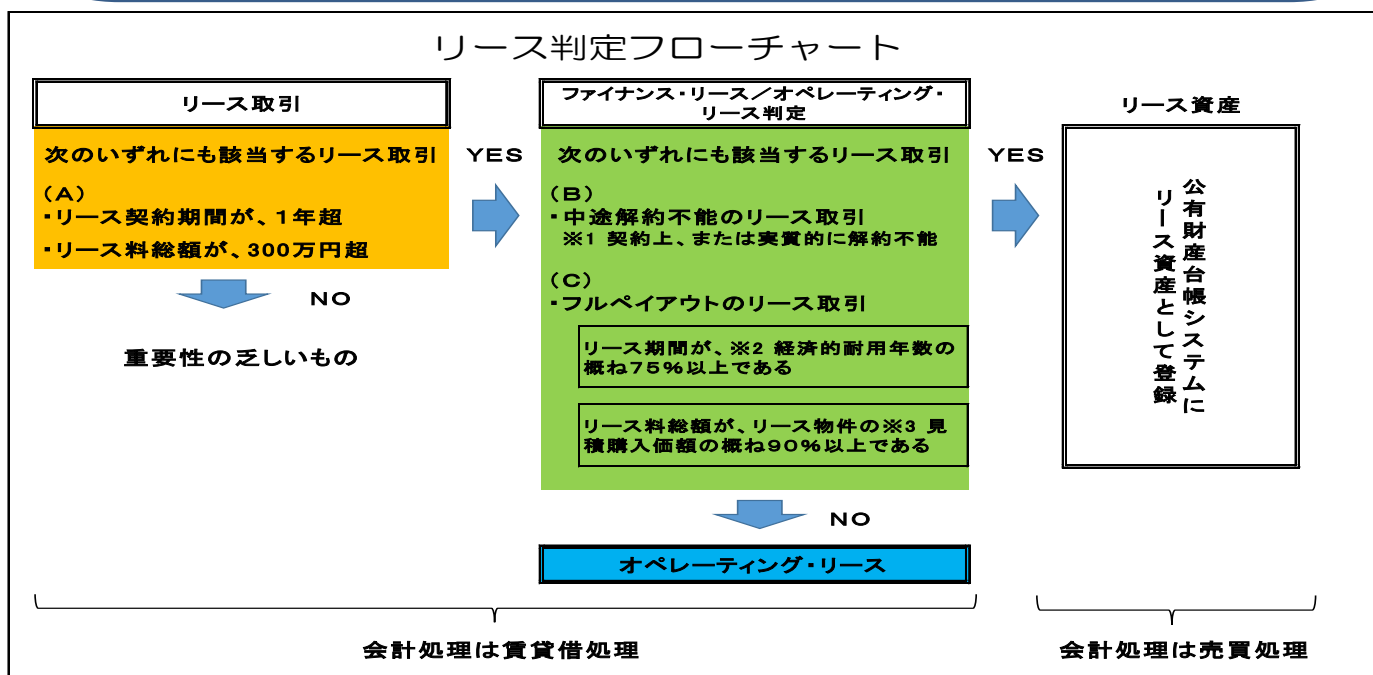 リース判定フローチャート
リース取引
次のいずれにも該当するリース取引
（A）
・リース契約期間が、1年超
・リース料総額が、300万円超
YES
NO
重要性の乏しいもの
ファイナンス・リース／オペレーティング・
リース判定
次のいずれにも該当するリース取引
（B）
・中途解約不能のリース取引
※1 契約上、または実質的に解約不能
（C）
・フルペイアウトのリース取引
リース期間が、※2 経済的耐用年数の
概ね75%以上である
リース料総額が、リース物件の※3 見
積購入価額の概ね90%以上である
YES
NO
オペレーティング・リース
リース資産
公有財産台帳システムに
リース資産として登録
会計処理は賃貸借処理
会計処理は売買処理